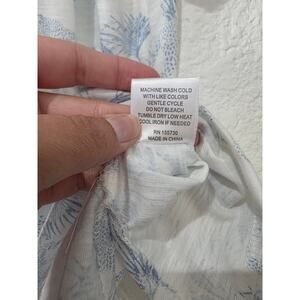 MACHINE WASH COLD
WITH LIKE COLORS
GENTLE CYCLE
DO NOT BLEACH
TUMBLE DRY LOW HEAT
COOL IRON IF NEEDED
RN 155730
MADE IN CHINA